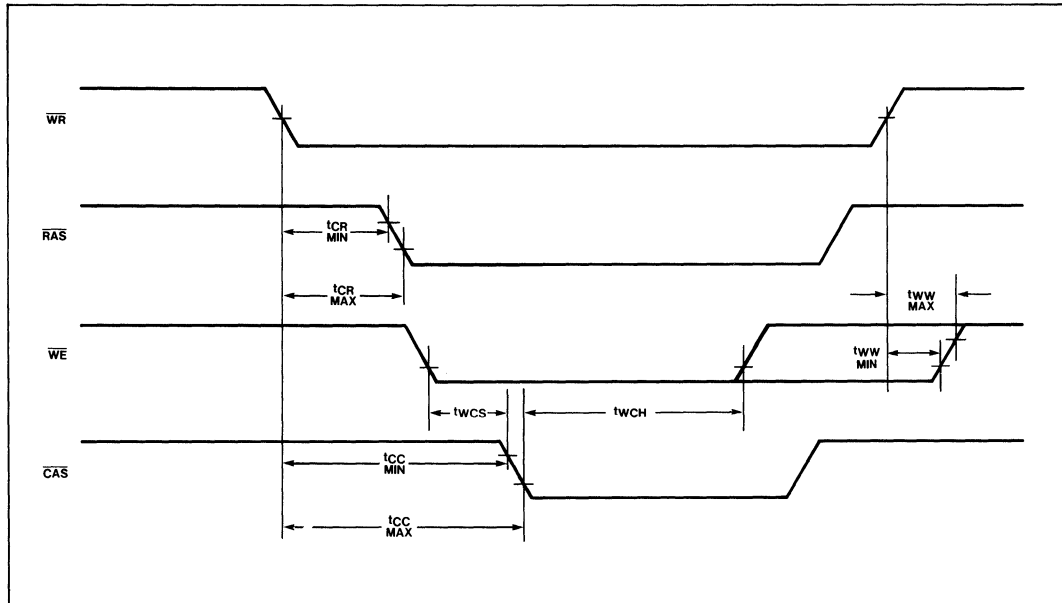 WR
RAS
tCR
MIN
tCR
MAX
tWW
MAX
WE
tWW
MIN
tWCS
tWCH
CAS
tCC
MIN
tCC
MAX